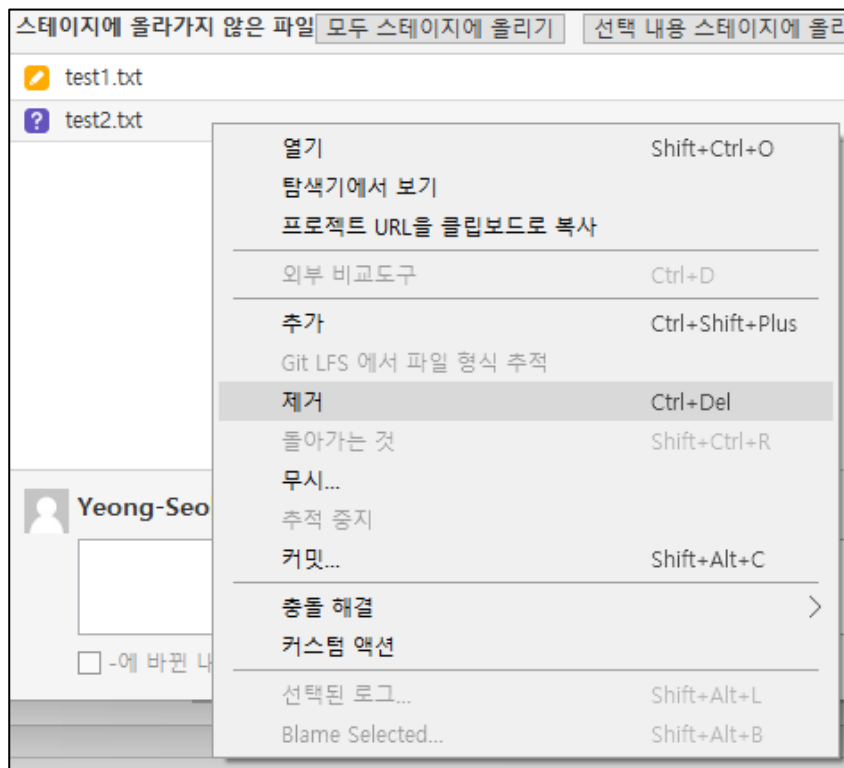 스테이지에 올라가지 않은 파일 모두 스테이지에 올리기 선택 내용 스테이지에
test1.txt
? test2.txt
열기 Shift+Ctrl+O
탐색기에서 보기
프로젝트 URL을 클립보드로 복사
외부 비교도구 Ctrl+D
추가 Ctrl+Shift+Plus
Git LFS 에서 파일 형식 추적
제거 Ctrl+Del
돌아가는 것 Shift+Ctrl+R
무시...
추적 중지
커밋... Shift+Alt+C
충돌 해결
커스텀 액션
선택된 로그... Shift+Alt+L
Blame Selected... Shift+Alt+B
Yeong-Seo
-에 바뀐 내